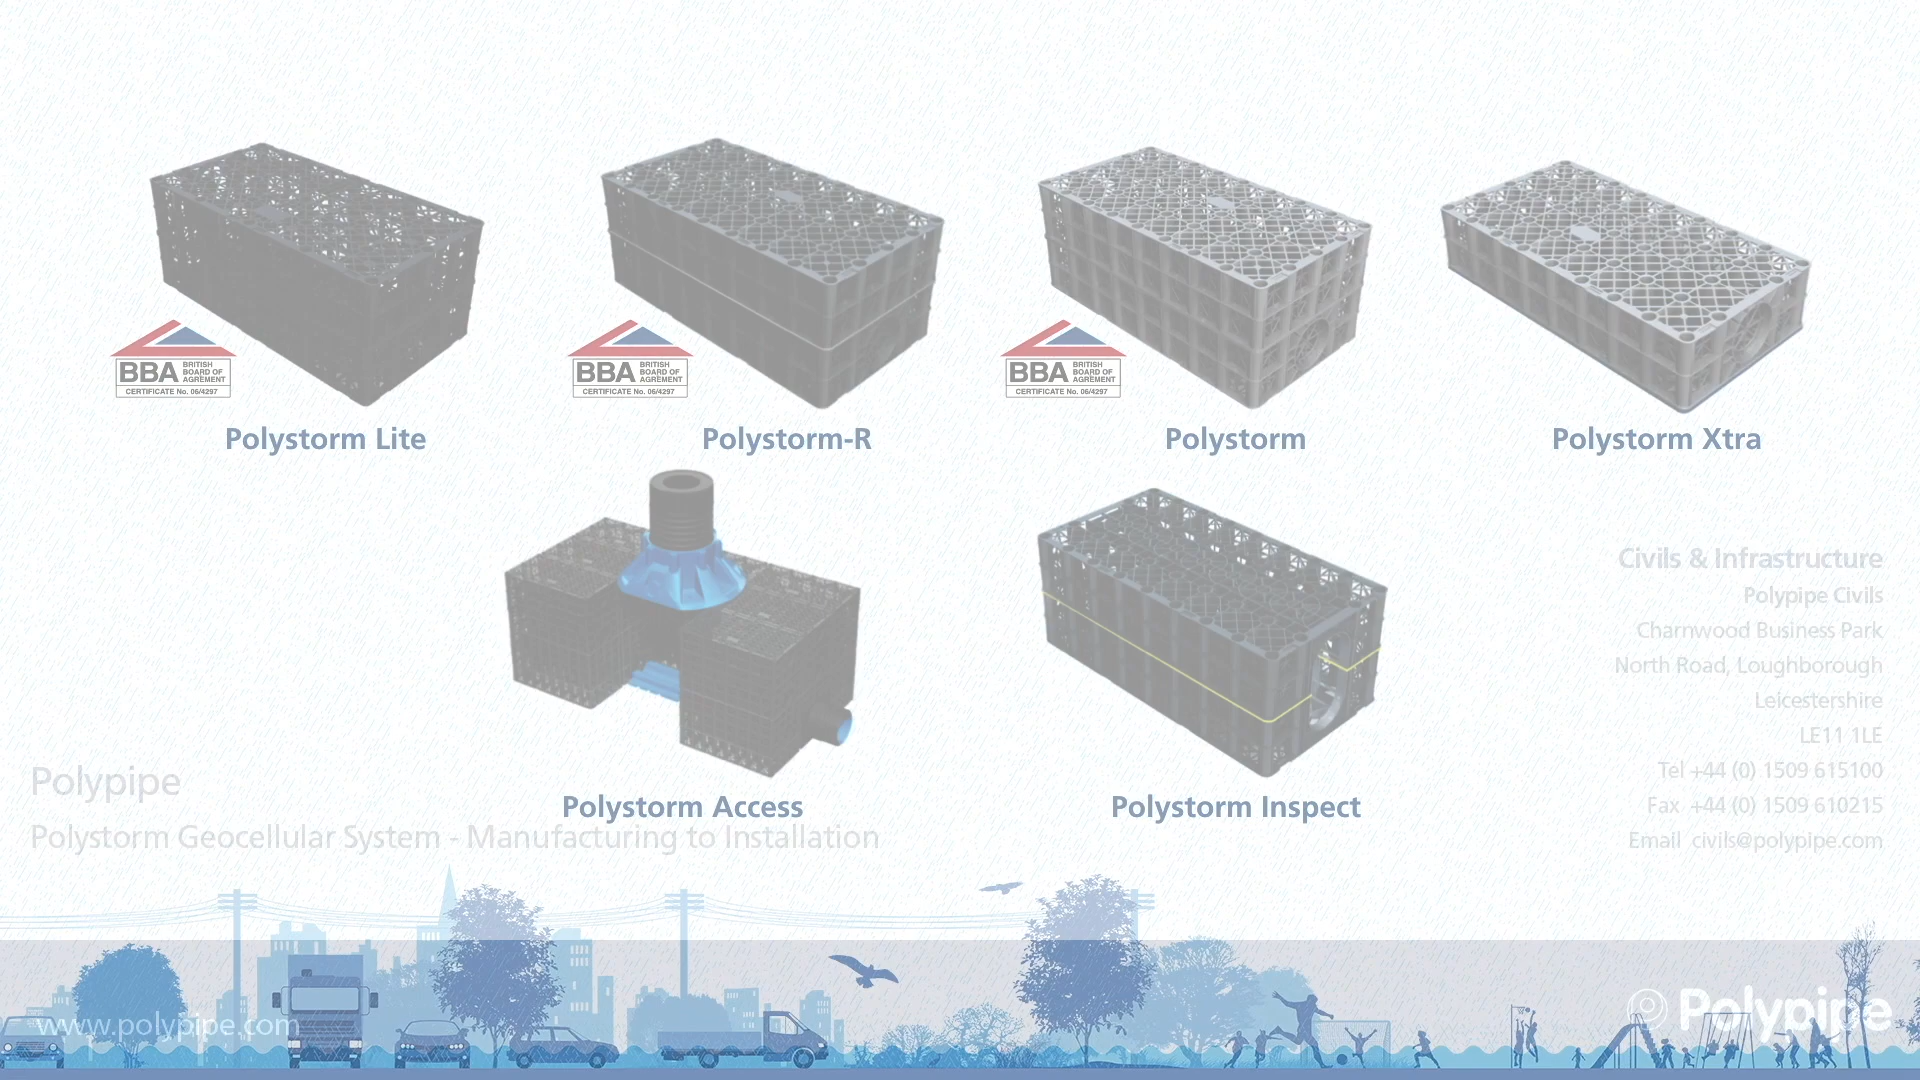 BBA BRITISH BOARD OF AGRÉMENT
CERTIFICATE No. 06/4297
BBA BRITISH BOARD OF AGRÉMENT
CERTIFICATE No. 06/4297
BBA BRITISH BOARD OF AGRÉMENT
CERTIFICATE No. 06/4297
Polystorm Lite
Polystorm-R
Polystorm
Polystorm Xtra
Polystorm Access
Polystorm Inspect
Civils & Infrastructure
Polypipe Civils
Charnwood Business Park
North Road, Loughborough
Leicestershire
LE11 1LE
Tel +44 (0) 1509 615100
Fax +44 (0) 1509 610215
Email civils@polypipe.com
Polypipe
Polystorm Geocellular System - Manufacturing to Installation
www.polypipe.com
Polypipe